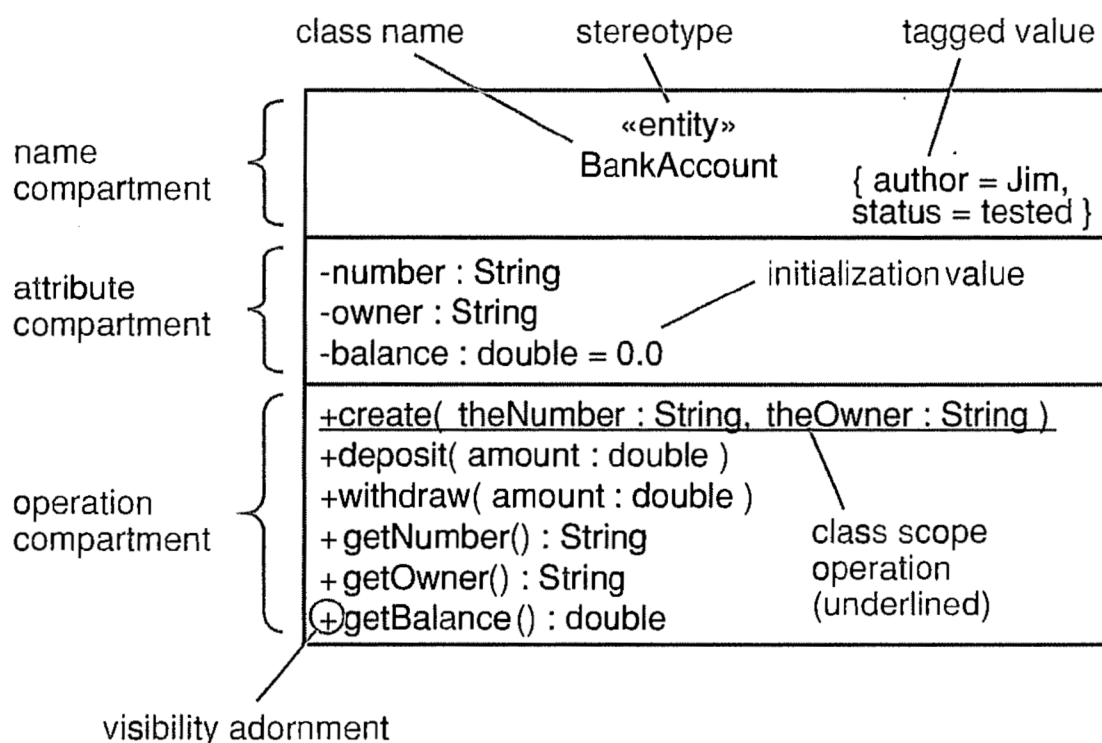 class name stereotype tagged value
«entity»
BankAccount
name
compartment
{ author = Jim,
status = tested }
attribute
compartment
-number : String
-owner : String
-balance : double = 0.0
initialization value
operation
compartment
+create( theNumber : String, theOwner : String )
+deposit( amount : double )
+withdraw( amount : double )
+getNumber() : String
+getOwner() : String
+getBalance() : double
class scope
operation
(underlined)
visibility adornment